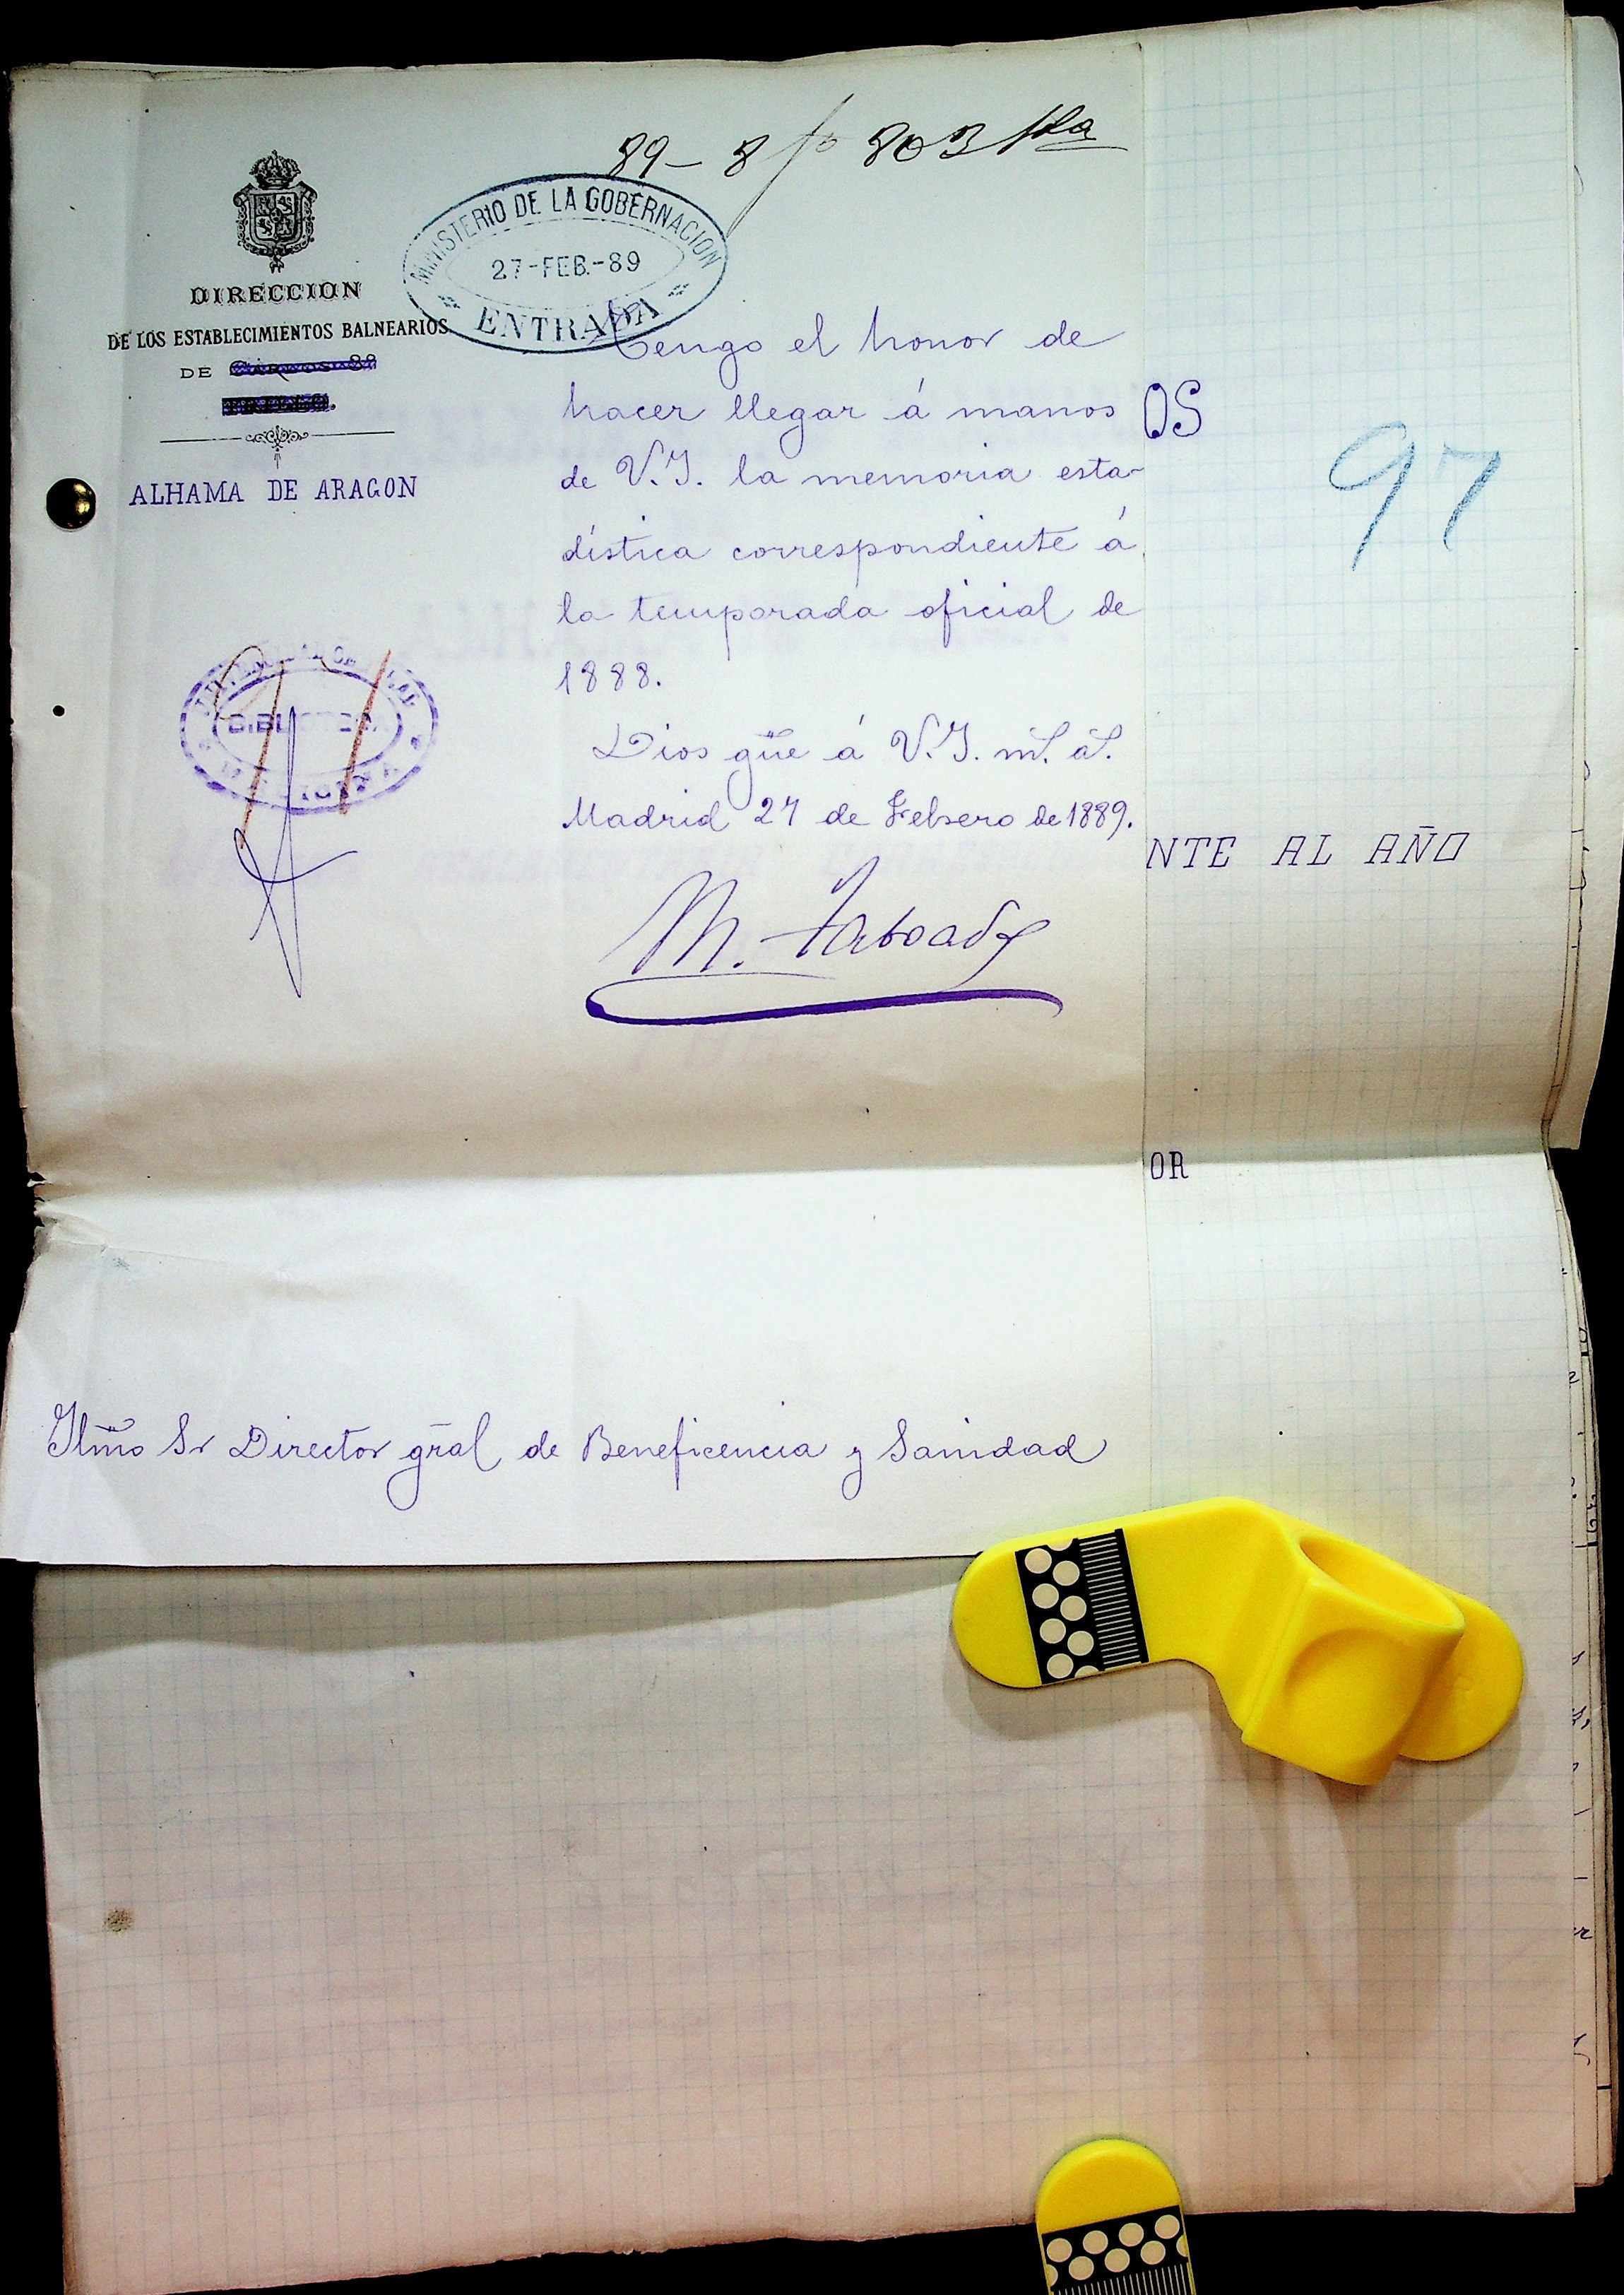 89-8 803
MINISTERIO DE LA GOBERNACION
27-FEB.-89
ENTRADA
DIRECCION
DE LOS ESTABLECIMIENTOS BALNEARIOS
DE
ALHAMA DE ARAGON
Tengo el honor de
hacer llegar á manos
de V.I. la memoria esta-
dística correspondiente á
la temporada oficial de
1888.
Dios gũe á V.I. m.s a.s
Madrid 27 de Febrero de 1889.
M. Taboada
BIBLIOTECA
Ilmo Sr Director gral de Beneficencia y Sanidad
OS
97
NTE AL AÑO
OR